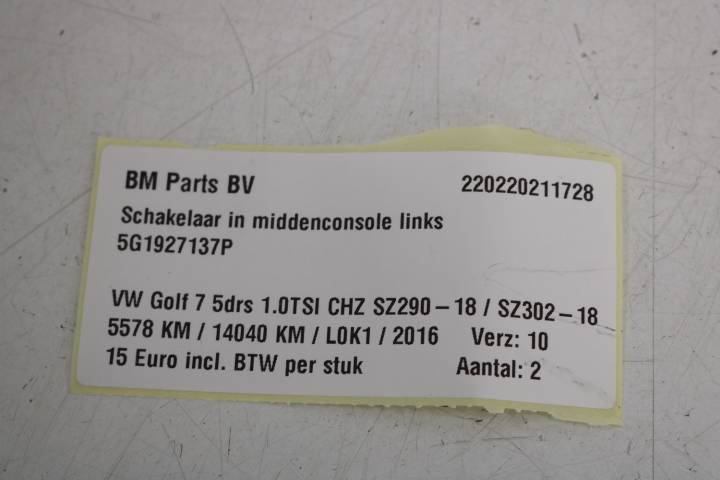 BM Parts BV 220220211728
Schakelaar in middenconsole links
5G1927137P
VW Golf 7 5drs 1.0TSI CHZ SZ290-18 / SZ302-18
5578 KM / 14040 KM / L0K1 / 2016 Verz: 10
15 Euro incl. BTW per stuk Aantal: 2